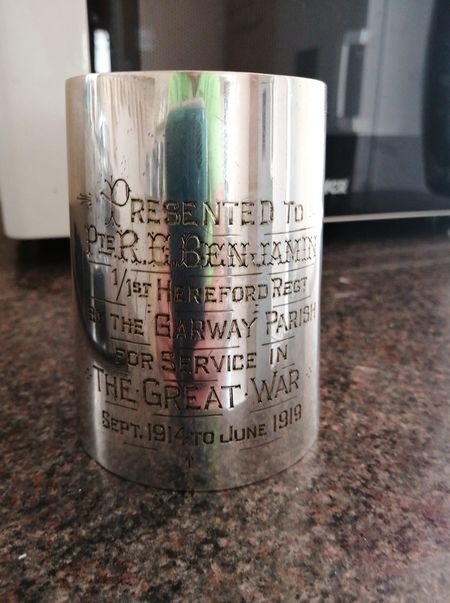 PRESENTED TO
PTE. R. E. BENJAMIN
1/1ST HEREFORD REGT
BY THE GARWAY PARISH
FOR SERVICE IN
THE · GREAT · WAR
SEPT. 1914 TO JUNE 1919